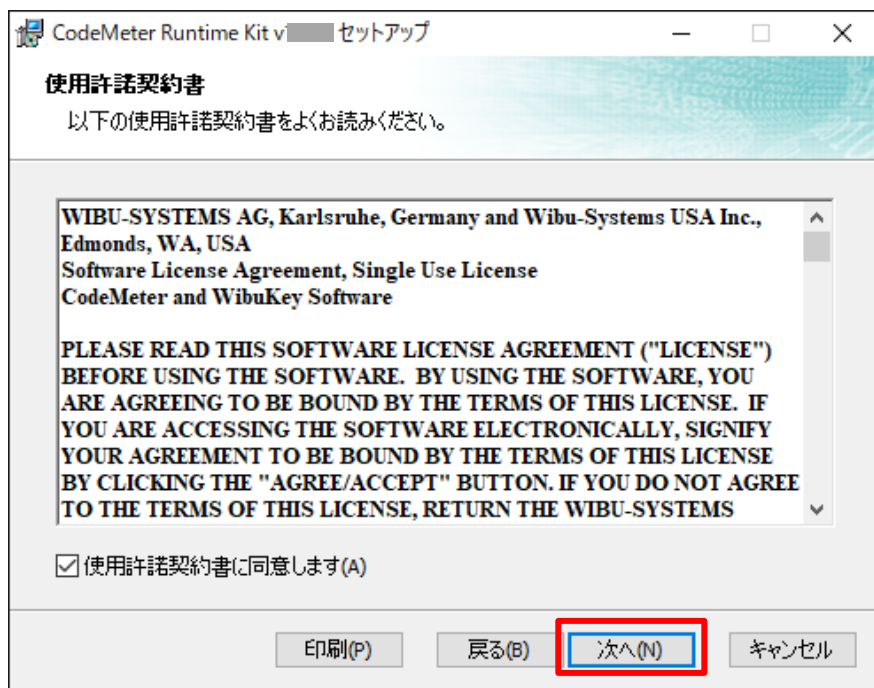 CodeMeter Runtime Kit v セットアップ
使用許諾契約書
以下の使用許諾契約書をよくお読みください。
WIBU-SYSTEMS AG, Karlsruhe, Germany and Wibu-Systems USA Inc.,
Edmonds, WA, USA
Software License Agreement, Single Use License
CodeMeter and WibuKey Software
PLEASE READ THIS SOFTWARE LICENSE AGREEMENT ("LICENSE")
BEFORE USING THE SOFTWARE. BY USING THE SOFTWARE, YOU
ARE AGREEING TO BE BOUND BY THE TERMS OF THIS LICENSE. IF
YOU ARE ACCESSING THE SOFTWARE ELECTRONICALLY, SIGNIFY
YOUR AGREEMENT TO BE BOUND BY THE TERMS OF THIS LICENSE
BY CLICKING THE "AGREE/ACCEPT" BUTTON. IF YOU DO NOT AGREE
TO THE TERMS OF THIS LICENSE, RETURN THE WIBU-SYSTEMS
使用許諾契約書に同意します(A)
印刷(P) 戻る(B) 次へ(N) キャンセル